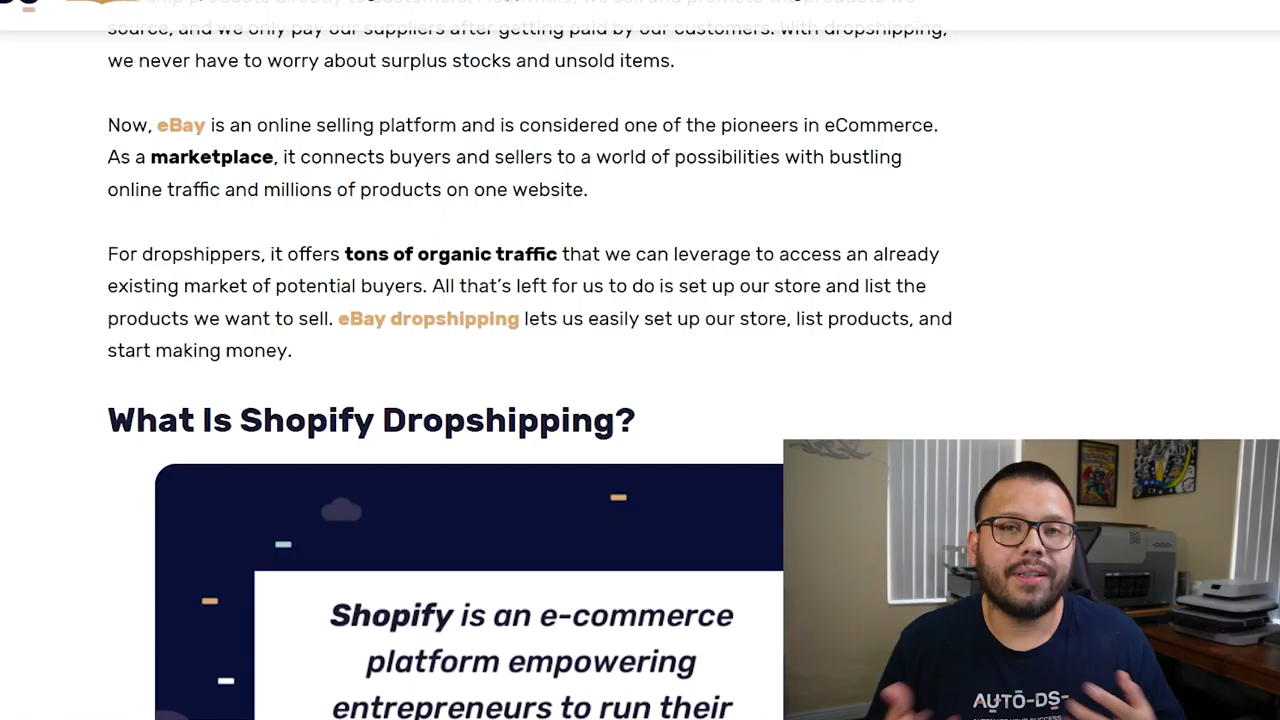 source, and we only pay our suppliers after getting paid by our customers. With dropshipping,
we never have to worry about surplus stocks and unsold items.
Now, eBay is an online selling platform and is considered one of the pioneers in eCommerce.
As a marketplace, it connects buyers and sellers to a world of possibilities with bustling
online traffic and millions of products on one website.
For dropshippers, it offers tons of organic traffic that we can leverage to access an already
existing market of potential buyers. All that’s left for us to do is set up our store and list the
products we want to sell. eBay dropshipping lets us easily set up our store, list products, and
start making money.
What Is Shopify Dropshipping?
Shopify is an e-commerce
platform empowering
entrepreneurs to run their
AUTO-DS-